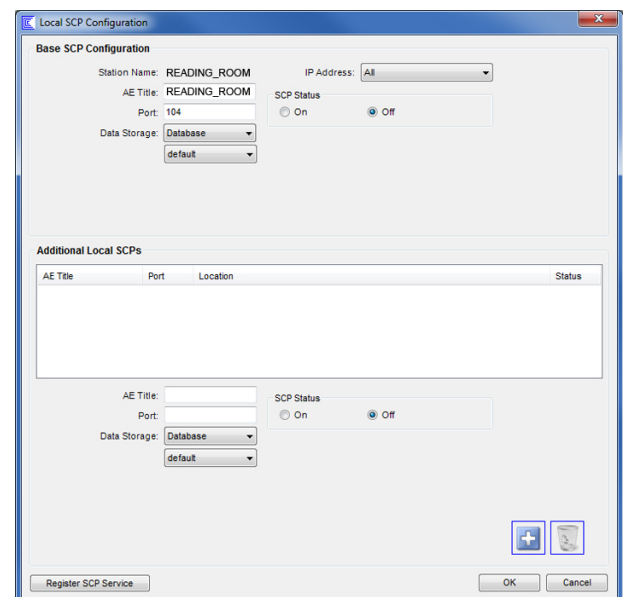 Local SCP Configuration
Base SCP Configuration
Station Name: READING_ROOM IP Address: All
AE Title: READING_ROOM SCP Status
Port: 104 On Off
Data Storage: Database
default
Additional Local SCPs
AE Title Port Location Status
AE Title: SCP Status
Port: On Off
Data Storage: Database
default
Register SCP Service OK Cancel